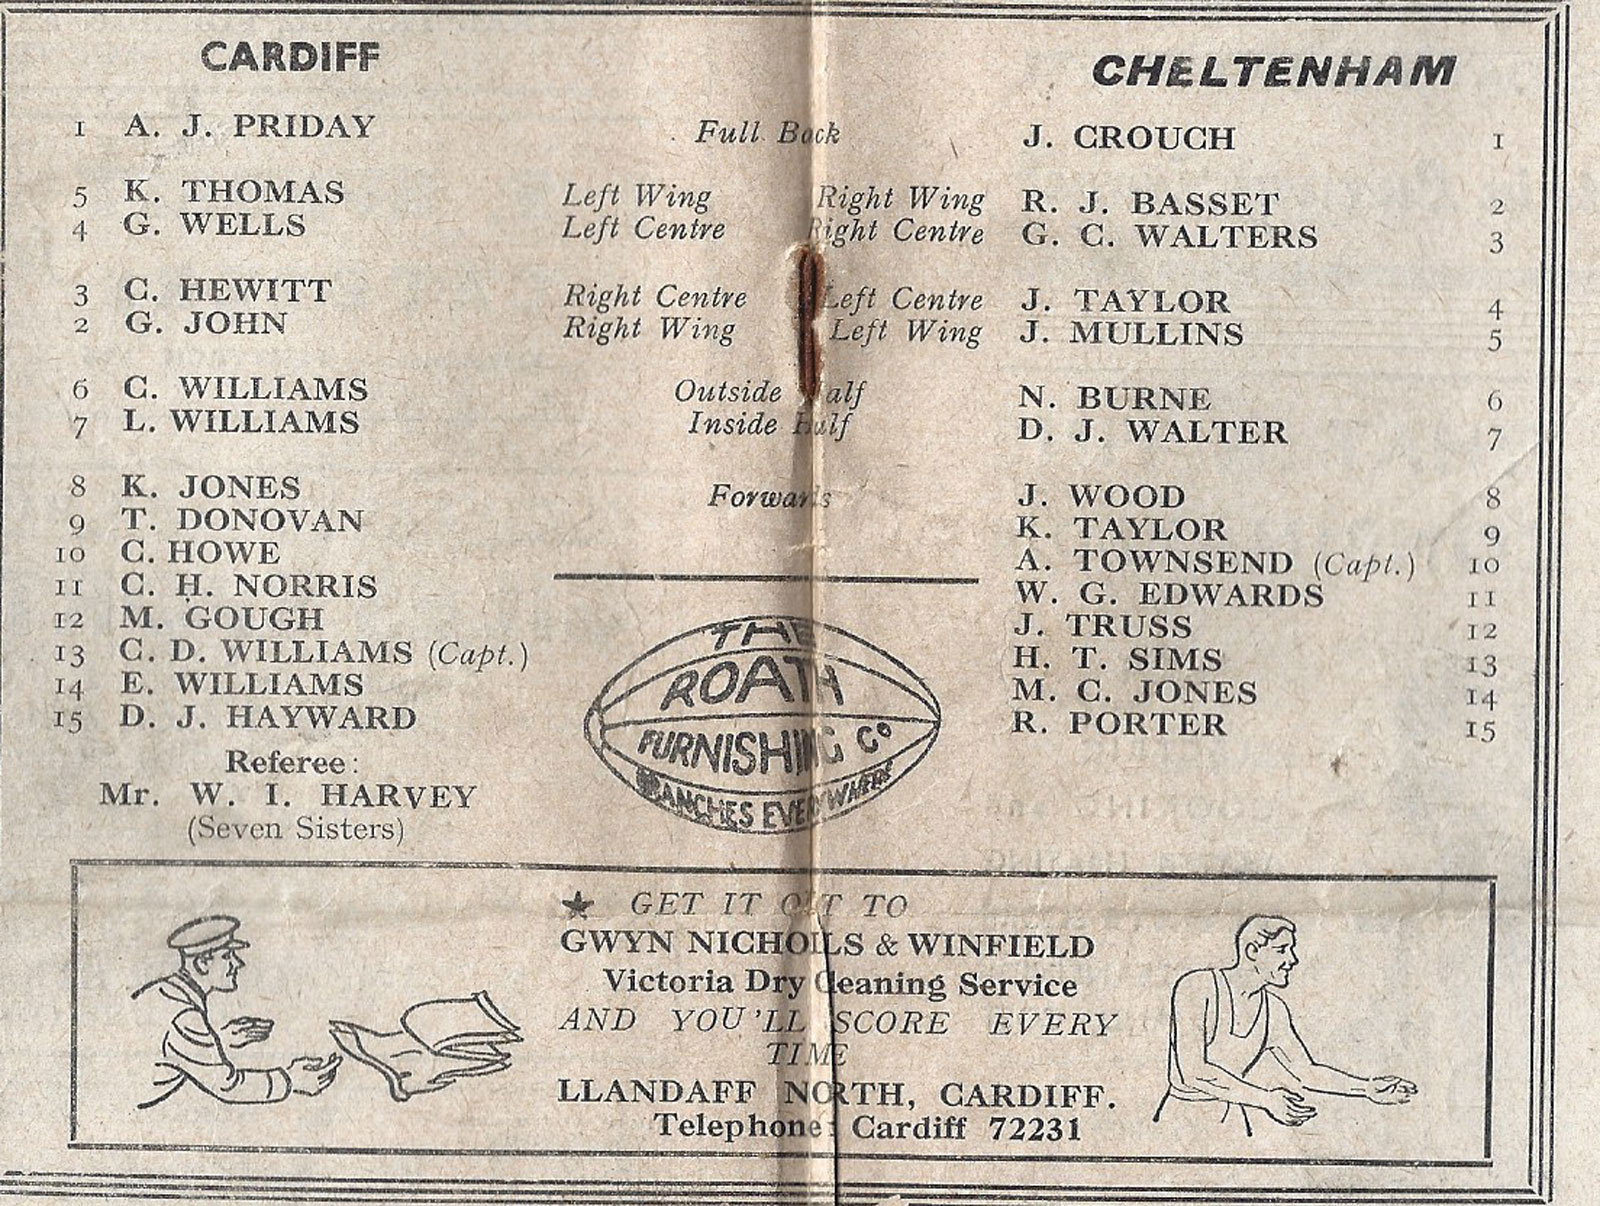 CARDIFF CHELTENHAM
1 A. J. PRIDAY Full Back J. CROUCH 1
5 K. THOMAS Left Wing Right Wing R. J. BASSET 2
4 G. WELLS Left Centre Right Centre G. C. WALTERS 3
3 C. HEWITT Right Centre Left Centre J. TAYLOR 4
2 G. JOHN Right Wing Left Wing J. MULLINS 5
6 C. WILLIAMS Outside Half N. BURNE 6
7 L. WILLIAMS Inside Half D. J. WALTER 7
8 K. JONES Forwards J. WOOD 8
9 T. DONOVAN K. TAYLOR 9
10 C. HOWE A. TOWNSEND (Capt.) 10
11 C. H. NORRIS W. G. EDWARDS 11
12 M. GOUGH J. TRUSS 12
13 C. D. WILLIAMS (Capt.) H. T. SIMS 13
14 E. WILLIAMS M. C. JONES 14
15 D. J. HAYWARD R. PORTER 15
Referee:
Mr. W. I. HARVEY
(Seven Sisters)
THE
ROATH
FURNISHING Co
BRANCHES EVERYWHERE
★ GET IT OUT TO
GWYN NICHOLLS & WINFIELD
Victoria Dry Cleaning Service
AND YOU'LL SCORE EVERY
TIME
LLANDAFF NORTH, CARDIFF.
Telephone: Cardiff 72231